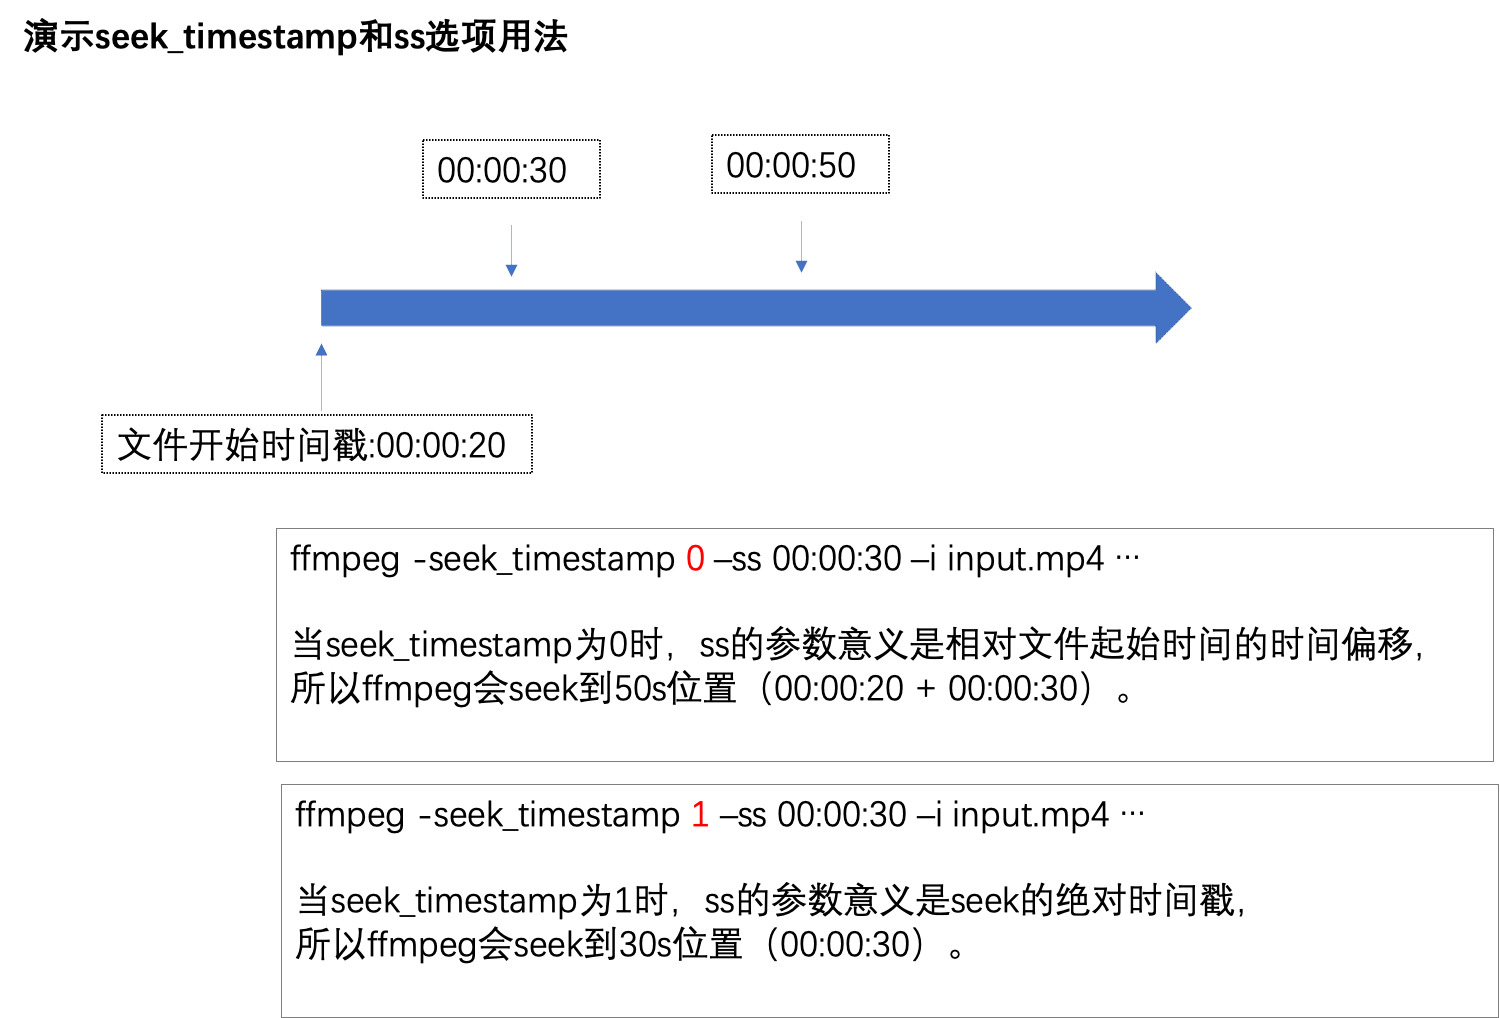 演示seek_timestamp和ss选项用法
00:00:30
00:00:50
文件开始时间戳:00:00:20
ffmpeg -seek_timestamp 0 –ss 00:00:30 –i input.mp4 …
当seek_timestamp为0时，ss的参数意义是相对文件起始时间的时间偏移，
所以ffmpeg会seek到50s位置（00:00:20 + 00:00:30）。
ffmpeg -seek_timestamp 1 –ss 00:00:30 –i input.mp4 …
当seek_timestamp为1时，ss的参数意义是seek的绝对时间戳，
所以ffmpeg会seek到30s位置（00:00:30）。